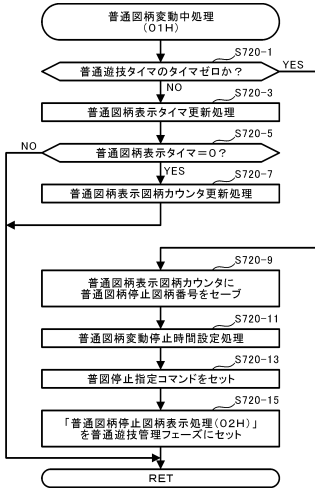 普通図柄変動中処理
(01H)
S720-1
普通遊技タイマのタイマゼロか?
YES
NO
S720-3
普通図柄表示タイマ更新処理
S720-5
NO
普通図柄表示タイマ=0?
YES
S720-7
普通図柄表示図柄カウンタ更新処理
S720-9
普通図柄表示図柄カウンタに
普通図柄停止図柄番号をセーブ
S720-11
普通図柄変動停止時間設定処理
S720-13
普図停止指定コマンドをセット
S720-15
「普通図柄停止図柄表示処理(02H)」
を普通遊技管理フェーズにセット
RET